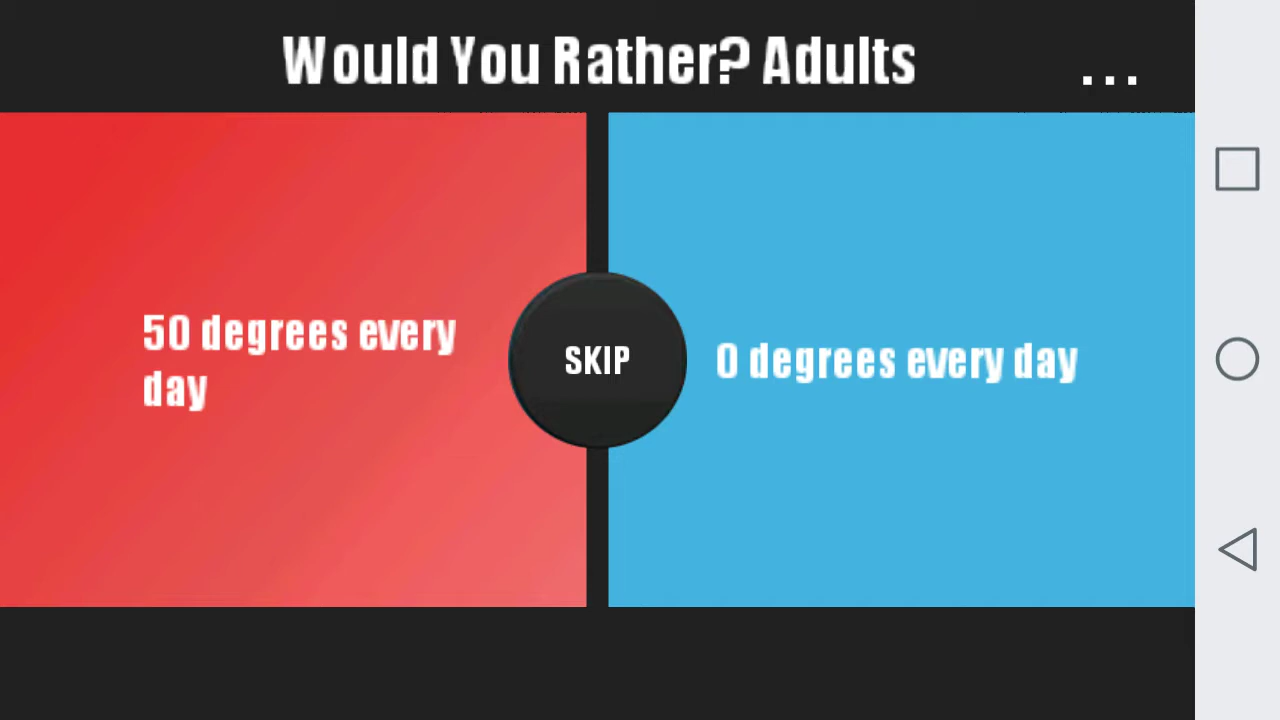 Would You Rather? Adults
...
50 degrees every
day
SKIP
0 degrees every day